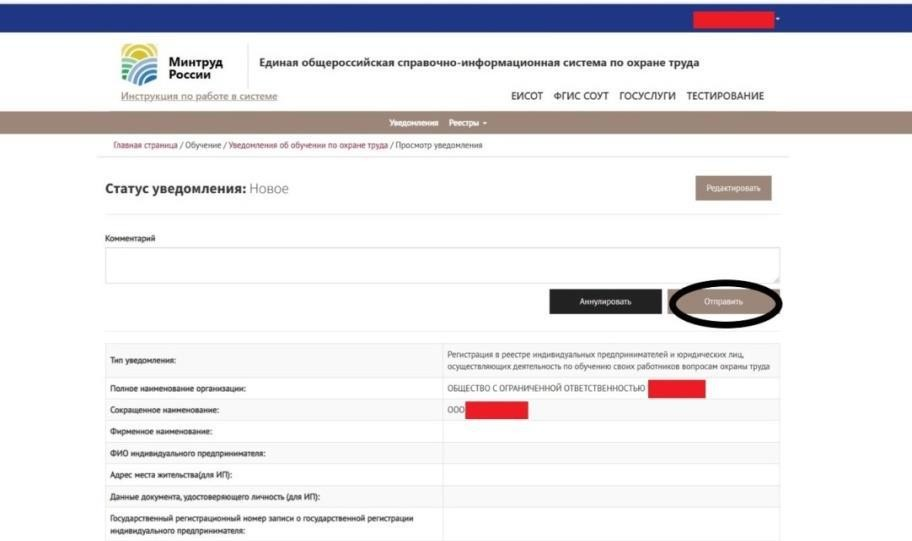 Минтруд
России
Единая общероссийская справочно-информационная система по охране труда
Инструкция по работе в системе
ЕИСОТ ФГИС СОУТ ГОСУСЛУГИ ТЕСТИРОВАНИЕ
Уведомления Реестры
Главная страница / Обучение / Уведомления об обучении по охране труда / Просмотр уведомления
Статус уведомления: Новое
Редактировать
Комментарий
Аннулировать
Отправить
Тип уведомления:
Регистрация в реестре индивидуальных предпринимателей и юридических лиц,
осуществляющих деятельность по обучению своих работников вопросам охраны труда
Полное наименование организации:
ОБЩЕСТВО С ОГРАНИЧЕННОЙ ОТВЕТСТВЕННОСТЬЮ
Сокращенное наименование:
ООО
Фирменное наименование:
ФИО индивидуального предпринимателя:
Адрес места жительства(для ИП):
Данные документа, удостоверяющего личность (для ИП):
Государственный регистрационный номер записи о государственной регистрации
индивидуального предпринимателя: